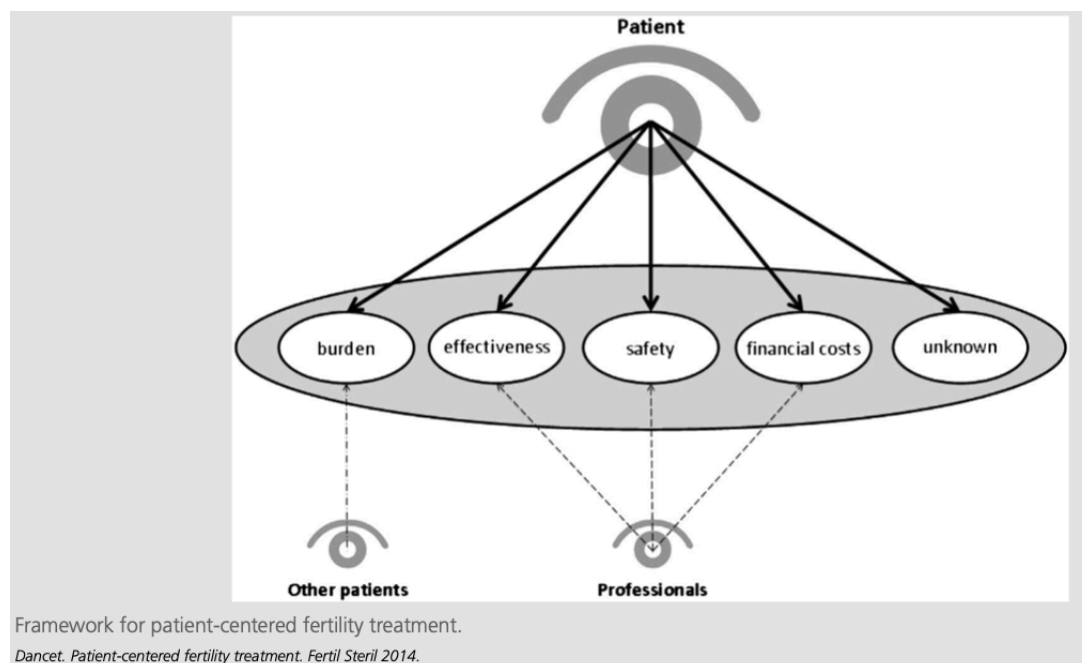 Patient
burden effectiveness safety financial costs unknown
Other patients Professionals
Framework for patient-centered fertility treatment.
Dancet. Patient-centered fertility treatment. Fertil Steril 2014.